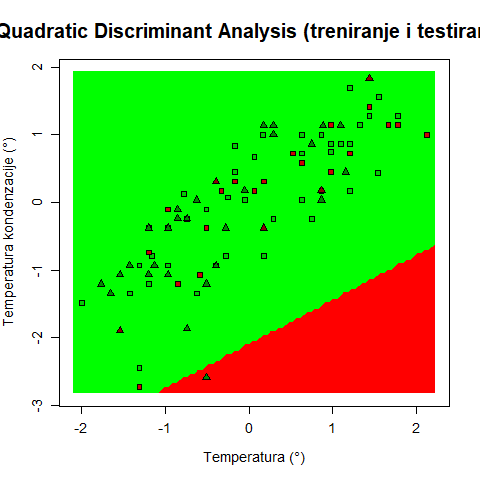 Quadratic Discriminant Analysis (treniranje i testiran
Temperatura kondenzacije (°)
2
1
0
-1
-2
-3
-2 -1 0 1 2
Temperatura (°)